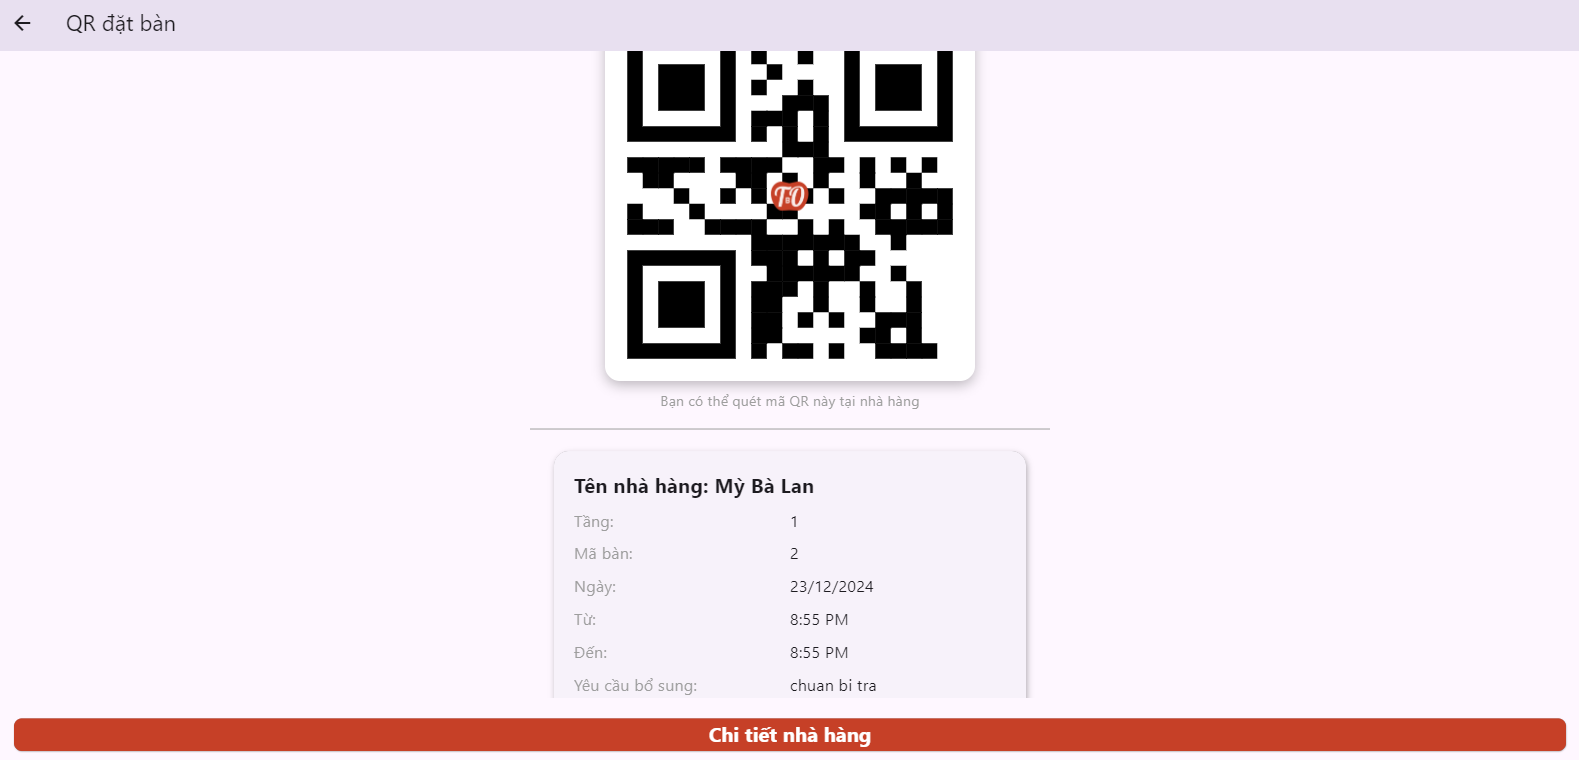 QR đặt bàn
TO
Bạn có thể quét mã QR này tại nhà hàng
Tên nhà hàng: Mỳ Bà Lan
Tầng: 1
Mã bàn: 2
Ngày: 23/12/2024
Từ: 8:55 PM
Đến: 8:55 PM
Yêu cầu bổ sung: chuan bi tra
Chi tiết nhà hàng